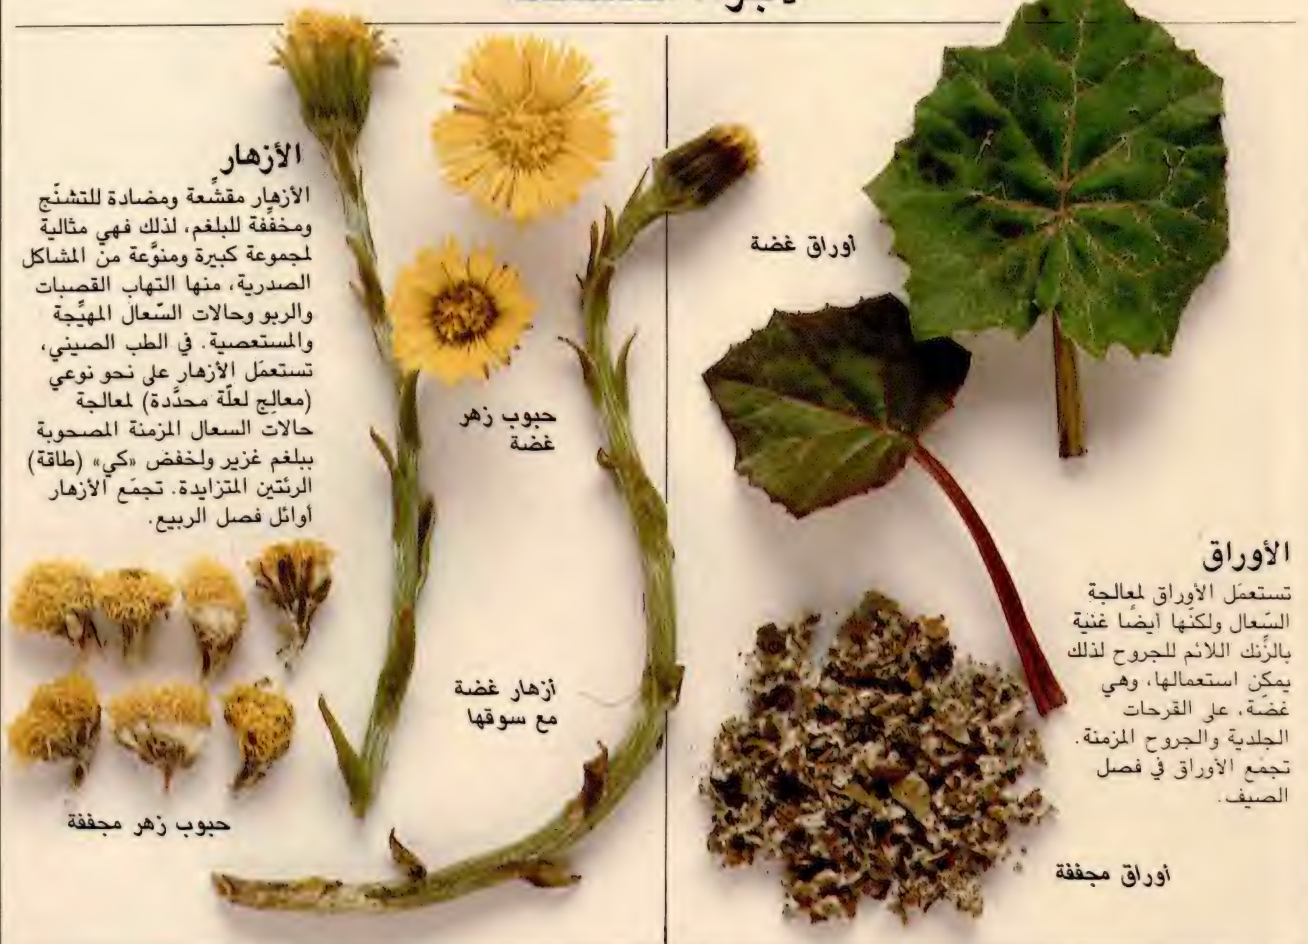 أوراق غضة
الأوراق
تستعمَل الأوراق لمعالجة
السّعال ولكنّها أيضًا غنية
بالزِّنك اللائم للجروح لذلك
يمكن استعمالها، وهي
غضّة، على القرحات
الجلدية والجروح المزمنة.
تجمَع الأوراق في فصل
الصيف.
أوراق مجففة
الأزهار
الأزهار مقشِّعة ومضادة للتشنّج
ومخفِّفة للبلغم، لذلك فهي مثالية
لمجموعة كبيرة ومنوَّعة من المشاكل
الصدرية، منها التهاب القصبات
والربو وحالات السّعال المهيِّجة
والمستعصية. في الطب الصيني،
تستعمَل الأزهار على نحو نوعي
(معالِج لعلّة محدَّدة) لمعالجة
حالات السعال المزمنة المصحوبة
ببلغم غزير ولخفض «كي» (طاقة)
الرئتين المتزايدة. تجمَع الأزهار
أوائل فصل الربيع.
حبوب زهر
غضة
أزهار غضة
مع سوقها
حبوب زهر مجففة